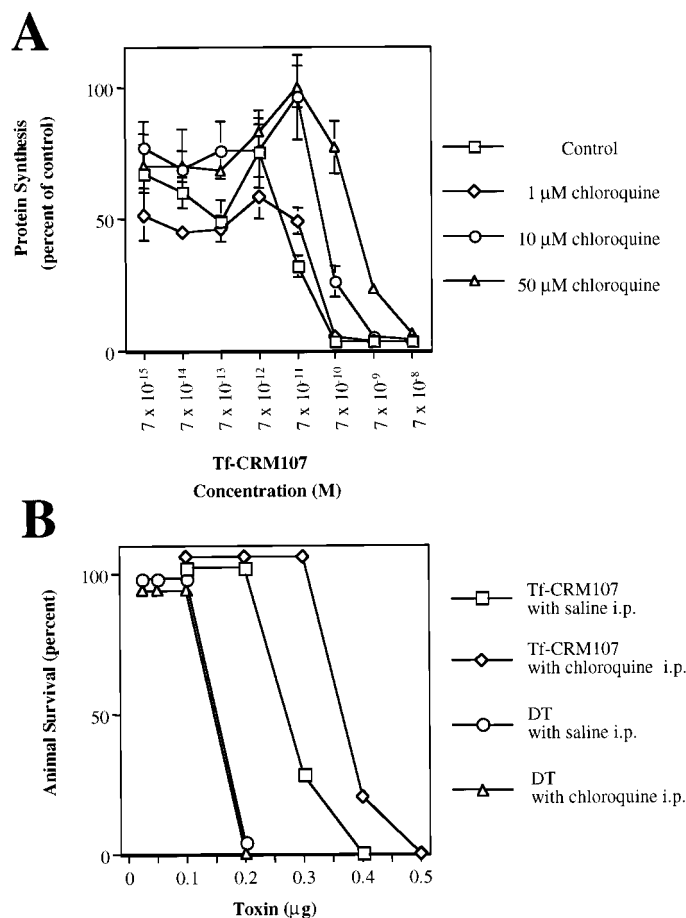 A
Protein Synthesis
(percent of control)
100
50
0
7 x 10⁻¹⁵
7 x 10⁻¹⁴
7 x 10⁻¹³
7 x 10⁻¹²
7 x 10⁻¹¹
7 x 10⁻¹⁰
7 x 10⁻⁹
7 x 10⁻⁸
Tf-CRM107
Concentration (M)
Control
1 µM chloroquine
10 µM chloroquine
50 µM chloroquine
B
Animal Survival (percent)
100
50
0
0 0.1 0.2 0.3 0.4 0.5
Toxin (µg)
Tf-CRM107
with saline i.p.
Tf-CRM107
with chloroquine i.p.
DT
with saline i.p.
DT
with chloroquine i.p.